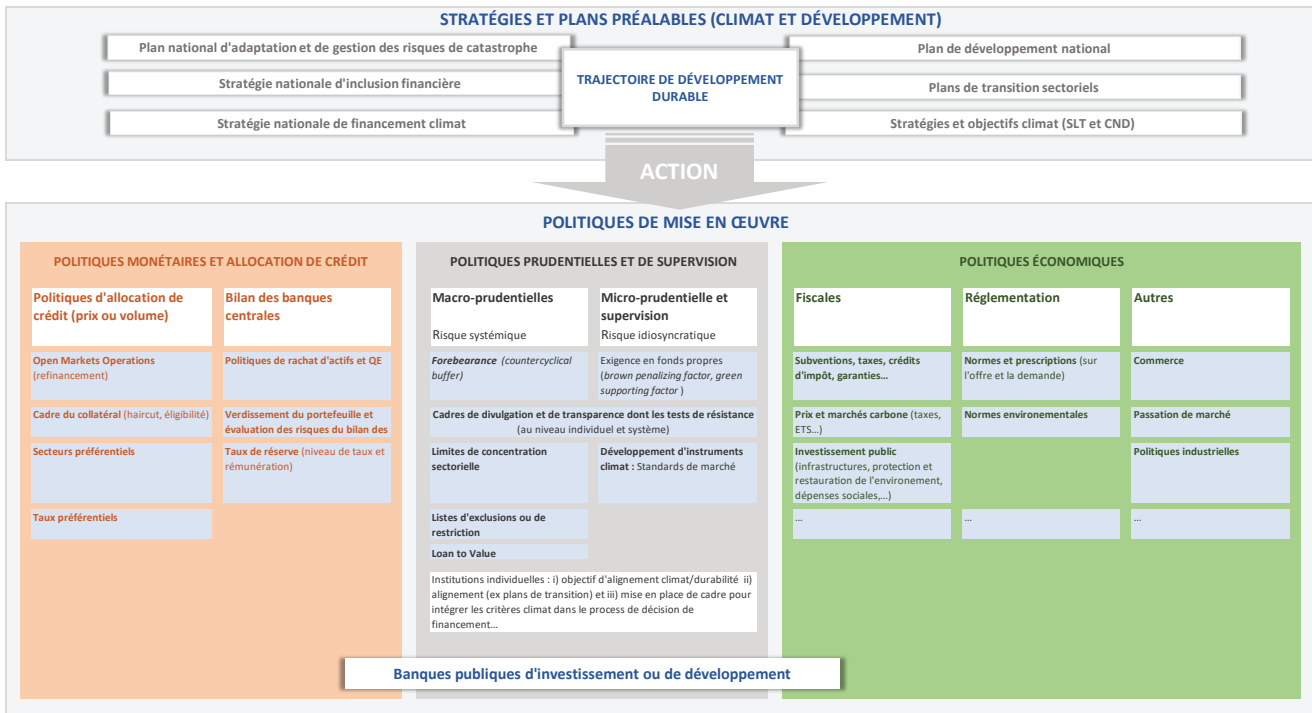 STRATÉGIES ET PLANS PRÉALABLES (CLIMAT ET DÉVELOPPEMENT)
Plan national d'adaptation et de gestion des risques de catastrophe
Stratégie nationale d'inclusion financière
Stratégie nationale de financement climat
TRAJECTOIRE DE DÉVELOPPEMENT
DURABLE
Plan de développement national
Plans de transition sectoriels
Stratégies et objectifs climat (SLT et CND)
ACTION
POLITIQUES DE MISE EN ŒUVRE
POLITIQUES MONÉTAIRES ET ALLOCATION DE CRÉDIT
Politiques d'allocation de
crédit (prix ou volume)
Open Markets Operations
(refinancement)
Cadre du collatéral (haircut, éligibilité)
Secteurs préférentiels
Taux préférentiels
Bilan des banques
centrales
Politiques de rachat d'actifs et QE
Verdissement du portefeuille et
évaluation des risques du bilan des
Taux de réserve (niveau de taux et
rémunération)
POLITIQUES PRUDENTIELLES ET DE SUPERVISION
Macro-prudentielles
Risque systémique
Micro-prudentielle et
supervision
Risque idiosyncratique
Forebearance (countercyclical
buffer)
Exigence en fonds propres
(brown penalizing factor, green
supporting factor )
Cadres de divulgation et de transparence dont les tests de résistance
(au niveau individuel et système)
Limites de concentration
sectorielle
Développement d'instruments
climat : Standards de marché
Listes d'exclusions ou de
restriction
Loan to Value
Institutions individuelles : i) objectif d'alignement climat/durabilité ii)
alignement (ex plans de transition) et iii) mise en place de cadre pour
intégrer les critères climat dans le process de décision de
financement…
POLITIQUES ÉCONOMIQUES
Fiscales
Subventions, taxes, crédits
d'impôt, garanties…
Prix et marchés carbone (taxes,
ETS…)
Investissement public
(infrastructures, protection et
restauration de l'environement,
dépenses sociales,…)
…
Réglementation
Normes et prescriptions (sur
l'offre et la demande)
Normes environementales
…
Autres
Commerce
Passation de marché
Politiques industrielles
…
Banques publiques d'investissement ou de développement